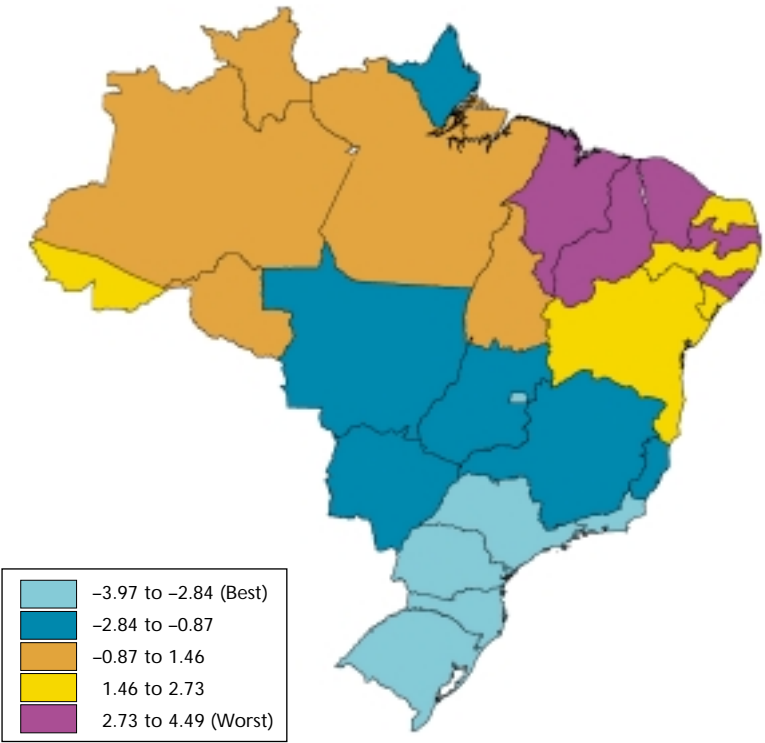 –3.97 to –2.84 (Best)
–2.84 to –0.87
–0.87 to 1.46
1.46 to 2.73
2.73 to 4.49 (Worst)